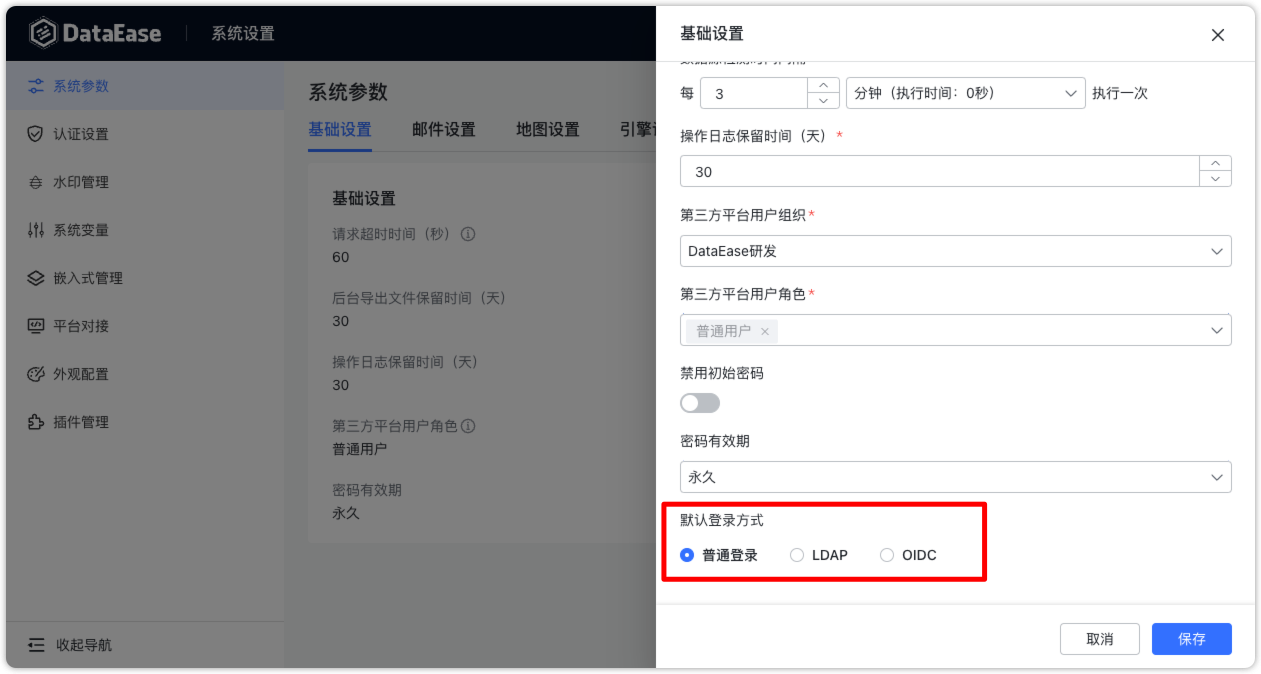 DataEase
系统设置
系统参数
认证设置
水印管理
系统变量
嵌入式管理
平台对接
外观配置
插件管理
收起导航
系统参数
基础设置 邮件设置 地图设置 引擎
基础设置
请求超时时间（秒）
60
后台导出文件保留时间（天）
30
操作日志保留时间（天）
30
第三方平台用户角色
普通用户
密码有效期
永久
基础设置
每 3 分钟（执行时间：0秒） 执行一次
操作日志保留时间（天） *
30
第三方平台用户组织*
DataEase研发
第三方平台用户角色*
普通用户 ×
禁用初始密码
密码有效期
永久
默认登录方式
普通登录 LDAP OIDC
取消 保存